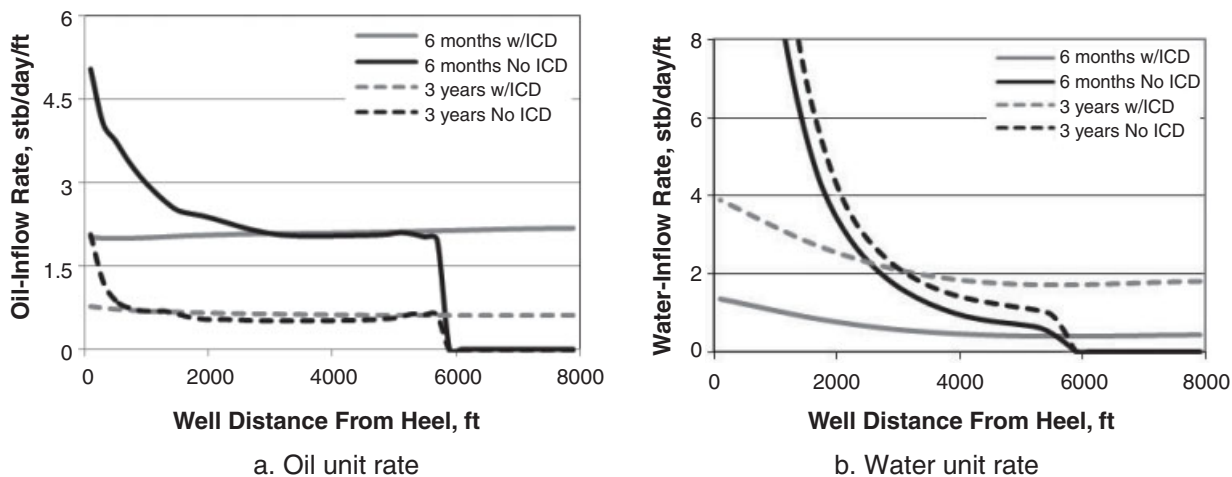 Oil-Inflow Rate, stb/day/ft
6
4.5
3
1.5
0
6 months w/ICD
6 months No ICD
3 years w/ICD
3 years No ICD
0 2000 4000 6000 8000
Well Distance From Heel, ft
a. Oil unit rate
Water-Inflow Rate, stb/day/ft
8
6
4
2
0
6 months w/ICD
6 months No ICD
3 years w/ICD
3 years No ICD
0 2000 4000 6000 8000
Well Distance From Heel, ft
b. Water unit rate